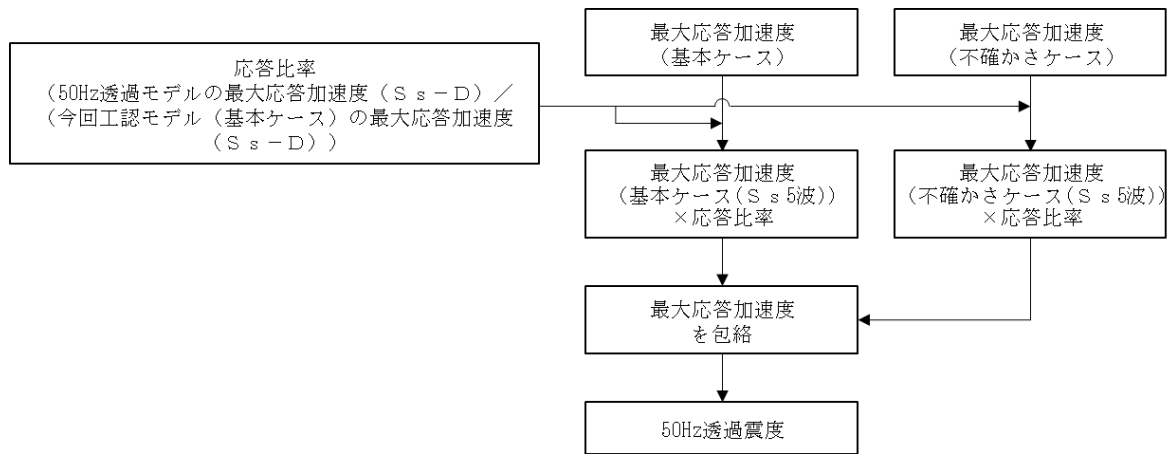 最大応答加速度
(基本ケース)
最大応答加速度
(不確かさケース)
応答比率
(50Hz透過モデルの最大応答加速度(Ss-D)/
(今回工認モデル(基本ケース)の最大応答加速度
(Ss-D))
最大応答加速度
(基本ケース(Ss5波))
×応答比率
最大応答加速度
(不確かさケース(Ss5波))
×応答比率
最大応答加速度
を包絡
50Hz透過震度